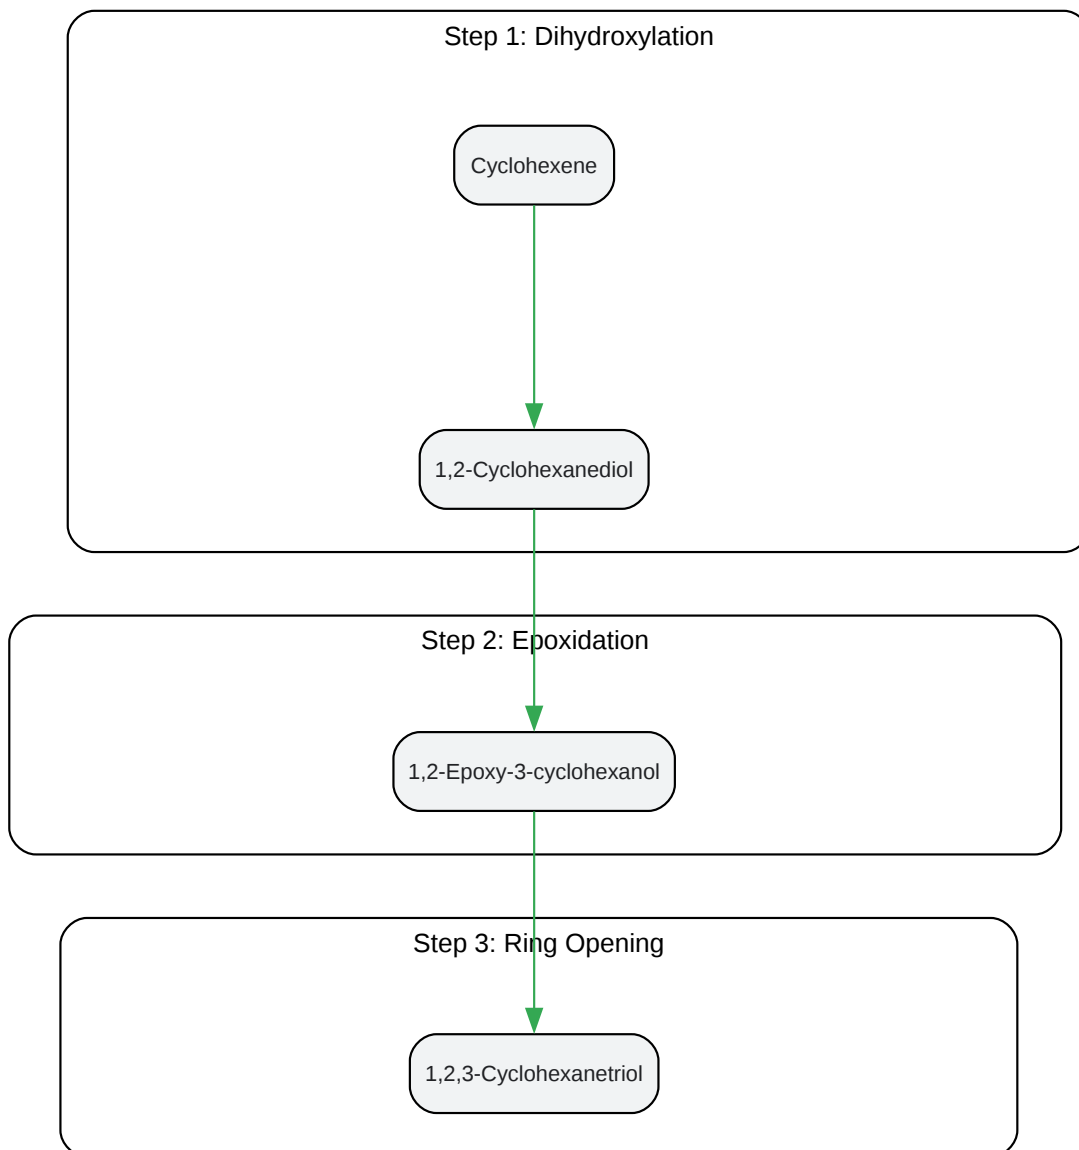 Step 1: Dihydroxylation
Cyclohexene
1,2-Cyclohexanediol
Step 2: Epoxidation
1,2-Epoxy-3-cyclohexanol
Step 3: Ring Opening
1,2,3-Cyclohexanetriol